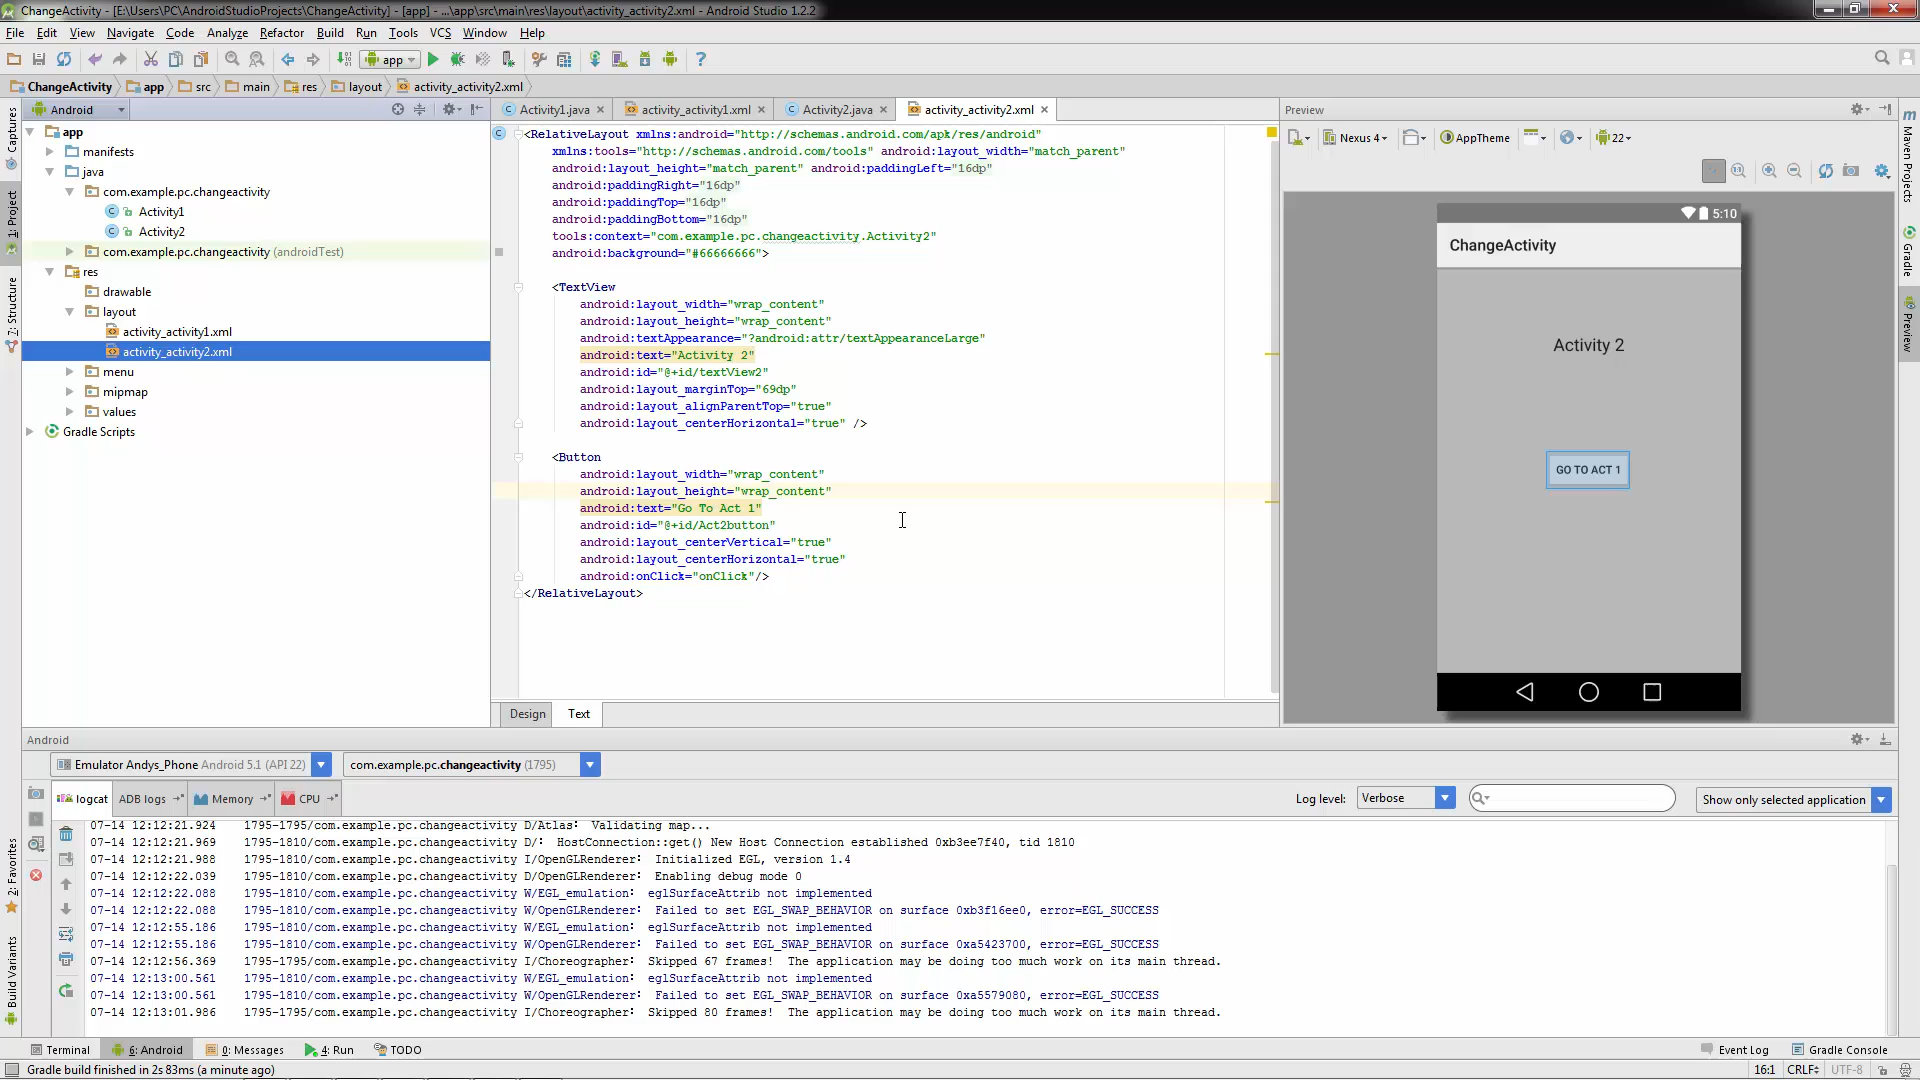 ChangeActivity - [E:\Users\PC\AndroidStudioProjects\ChangeActivity] - [app] - ...\app\src\main\res\layout\activity_activity2.xml - Android Studio 1.2.2
File Edit View Navigate Code Analyze Refactor Build Run Tools VCS Window Help
app
ChangeActivity app src main res layout activity_activity2.xml
Android
Activity1.java activity_activity1.xml Activity2.java activity_activity2.xml
Preview
Captures
1: Project
7: Structure
2: Favorites
Build Variants
app
manifests
java
com.example.pc.changeactivity
Activity1
Activity2
com.example.pc.changeactivity (androidTest)
res
drawable
layout
activity_activity1.xml
activity_activity2.xml
menu
mipmap
values
Gradle Scripts
<RelativeLayout xmlns:android="http://schemas.android.com/apk/res/android"
xmlns:tools="http://schemas.android.com/tools" android:layout_width="match_parent"
android:layout_height="match_parent" android:paddingLeft="16dp"
android:paddingRight="16dp"
android:paddingTop="16dp"
android:paddingBottom="16dp"
tools:context="com.example.pc.changeactivity.Activity2"
android:background="#66666666">
<TextView
android:layout_width="wrap_content"
android:layout_height="wrap_content"
android:textAppearance="?android:attr/textAppearanceLarge"
android:text="Activity 2"
android:id="@+id/textView2"
android:layout_marginTop="69dp"
android:layout_alignParentTop="true"
android:layout_centerHorizontal="true" />
<Button
android:layout_width="wrap_content"
android:layout_height="wrap_content"
android:text="Go To Act 1"
android:id="@+id/Act2button"
android:layout_centerVertical="true"
android:layout_centerHorizontal="true"
android:onClick="onClick"/>
</RelativeLayout>
Design Text
Nexus 4 AppTheme 22
5:10
ChangeActivity
Activity 2
GO TO ACT 1
Maven Projects
Gradle
Preview
Android
Emulator Andys_Phone Android 5.1 (API 22) com.example.pc.changeactivity (1795)
logcat ADB logs Memory CPU Log level: Verbose Show only selected application
07-14 12:12:21.924 1795-1795/com.example.pc.changeactivity D/Atlas: Validating map...
07-14 12:12:21.969 1795-1810/com.example.pc.changeactivity D/: HostConnection::get() New Host Connection established 0xb3ee7f40, tid 1810
07-14 12:12:21.988 1795-1810/com.example.pc.changeactivity I/OpenGLRenderer: Initialized EGL, version 1.4
07-14 12:12:22.039 1795-1810/com.example.pc.changeactivity D/OpenGLRenderer: Enabling debug mode 0
07-14 12:12:22.088 1795-1810/com.example.pc.changeactivity W/EGL_emulation: eglSurfaceAttrib not implemented
07-14 12:12:22.088 1795-1810/com.example.pc.changeactivity W/OpenGLRenderer: Failed to set EGL_SWAP_BEHAVIOR on surface 0xb3f16ee0, error=EGL_SUCCESS
07-14 12:12:55.186 1795-1810/com.example.pc.changeactivity W/EGL_emulation: eglSurfaceAttrib not implemented
07-14 12:12:55.186 1795-1810/com.example.pc.changeactivity W/OpenGLRenderer: Failed to set EGL_SWAP_BEHAVIOR on surface 0xa5423700, error=EGL_SUCCESS
07-14 12:12:56.369 1795-1795/com.example.pc.changeactivity I/Choreographer: Skipped 67 frames! The application may be doing too much work on its main thread.
07-14 12:13:00.561 1795-1810/com.example.pc.changeactivity W/EGL_emulation: eglSurfaceAttrib not implemented
07-14 12:13:00.561 1795-1810/com.example.pc.changeactivity W/OpenGLRenderer: Failed to set EGL_SWAP_BEHAVIOR on surface 0xa5579080, error=EGL_SUCCESS
07-14 12:13:01.986 1795-1795/com.example.pc.changeactivity I/Choreographer: Skipped 80 frames! The application may be doing too much work on its main thread.
Terminal 6: Android 0: Messages 4: Run TODO Event Log Gradle Console
Gradle build finished in 2s 83ms (a minute ago) 16:1 CRLF UTF-8